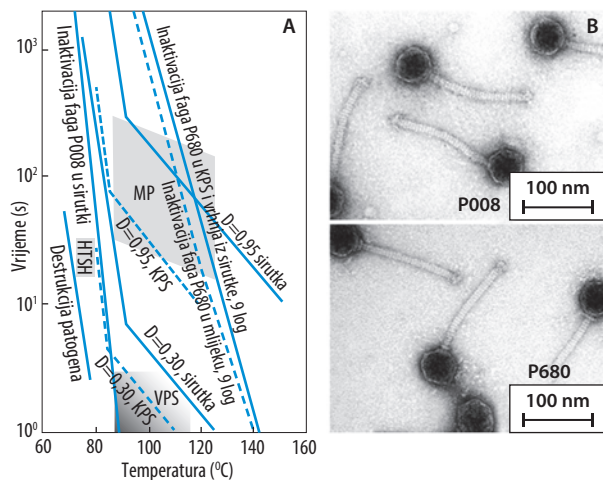 A
Vrijeme (s)
10³
10²
10¹
10⁰
60
80
100
120
140
160
Temperatura (⁰C)
Inaktivacija faga P008 u sirutki
Destrukcija patogena
HTSH
MP
VPS
D=0,95, KPS
D=0,30, KPS
D=0,30, sirutka
D=0,95 sirutka
Inaktivacija faga P680 u mlijeku, 9 log
Inaktivacija faga P680 u KPS i vrhnja iz sirutke, 9 log
B
P008
100 nm
P680
100 nm